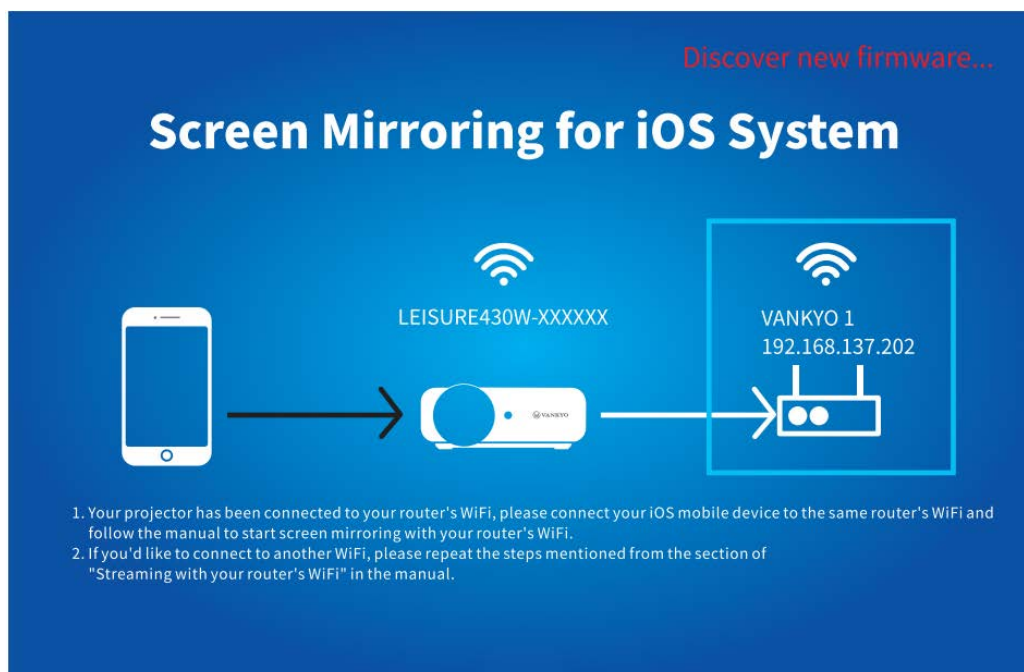 Discover new firmware...
Screen Mirroring for iOS System
LEISURE430W-XXXXXX
VANKYO 1
192.168.137.202
VANKYO
1. Your projector has been connected to your router's WiFi, please connect your iOS mobile device to the same router's WiFi and
follow the manual to start screen mirroring with your router's WiFi.
2. If you'd like to connect to another WiFi, please repeat the steps mentioned from the section of
"Streaming with your router's WiFi" in the manual.